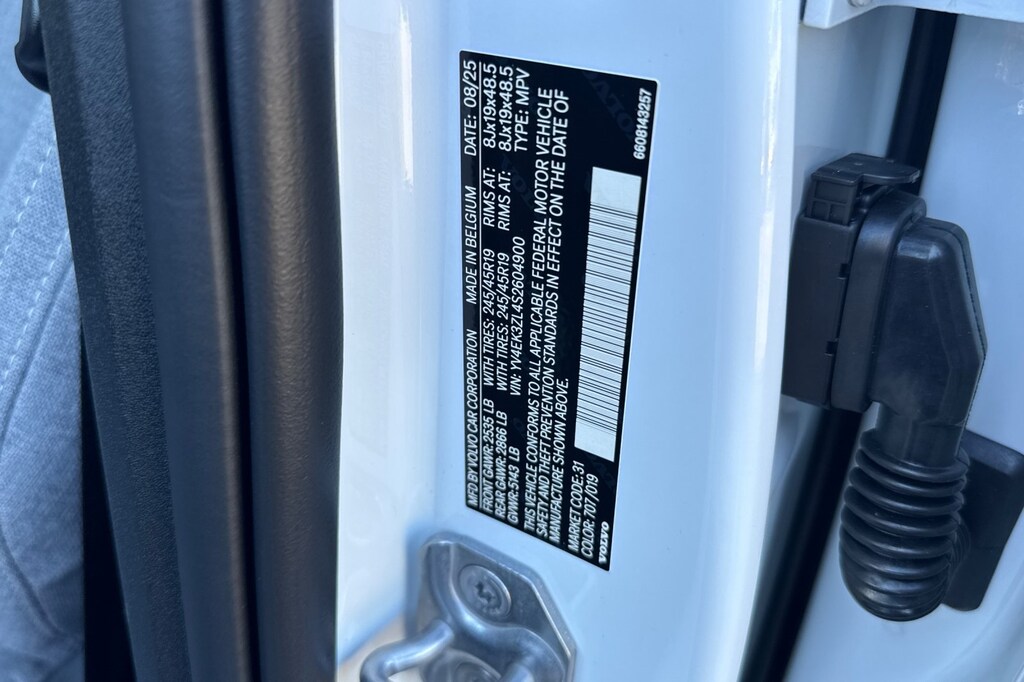 MFD BY VOLVO CAR CORPORATION MADE IN BELGIUM DATE: 08/25
FRONT GAWR: 2535 LB WITH TIRES: 245/45R19 RIMS AT: 8Jx19x48.5
REAR GAWR: 2866 LB WITH TIRES: 245/45R19 RIMS AT: 8Jx19x48.5
GVWR: 5143 LB VIN: YV4EK3ZL4S2604900 TYPE: MPV
THIS VEHICLE CONFORMS TO ALL APPLICABLE FEDERAL MOTOR VEHICLE
SAFETY AND THEFT PREVENTION STANDARDS IN EFFECT ON THE DATE OF
MANUFACTURE SHOWN ABOVE.
MARKET CODE: 31
COLOR: 707/019
VOLVO
6608143257